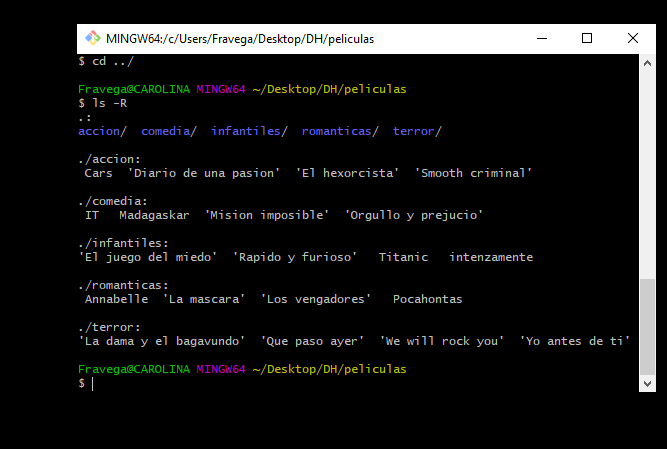 MINGW64:/c/Users/Fravega/Desktop/DH/peliculas
$ cd ../
Fravega@CAROLINA MINGW64 ~/Desktop/DH/peliculas
$ ls -R
.:
accion/  comedia/  infantiles/  romanticas/  terror/
./accion:
 Cars  'Diario de una pasion'  'El hexorcista'  'Smooth criminal'
./comedia:
 IT   Madagaskar  'Mision imposible'  'Orgullo y prejucio'
./infantiles:
'El juego del miedo'  'Rapido y furioso'   Titanic   intenzamente
./romanticas:
 Annabelle  'La mascara'  'Los vengadores'   Pocahontas
./terror:
'La dama y el bagavundo'  'Que paso ayer'  'We will rock you'  'Yo antes de ti'
Fravega@CAROLINA MINGW64 ~/Desktop/DH/peliculas
$